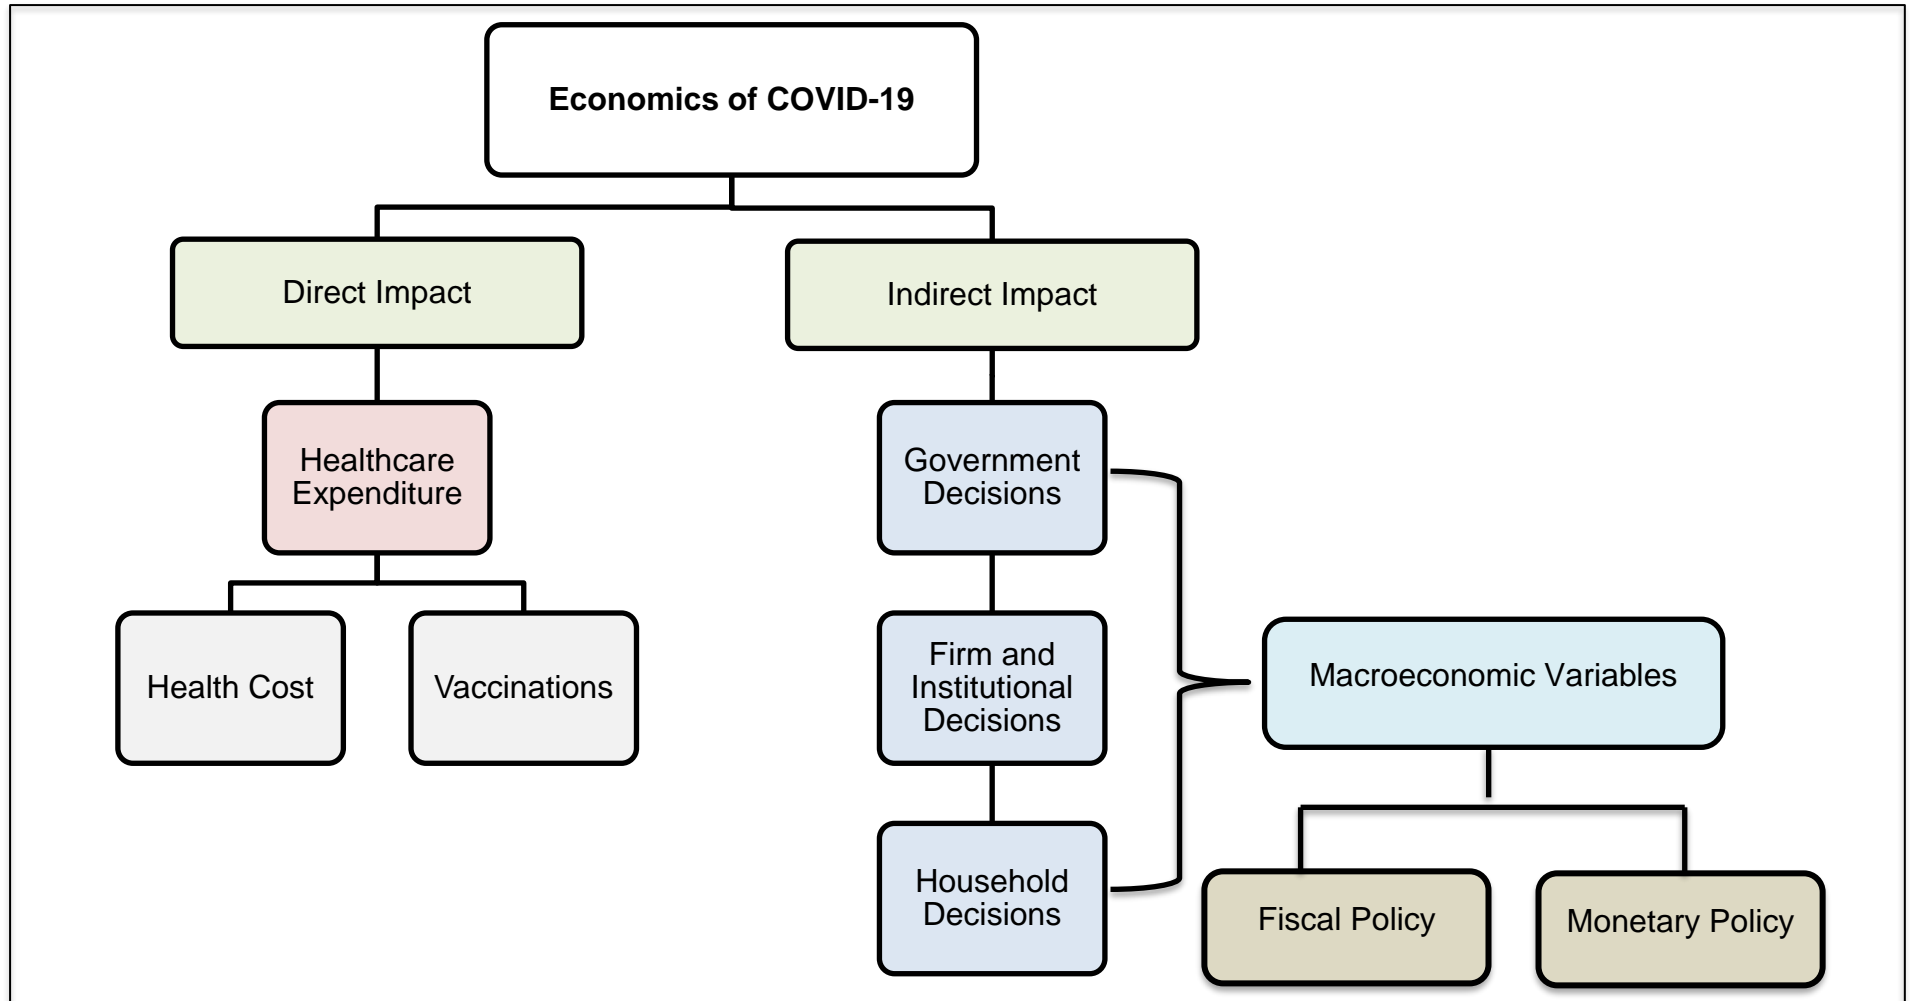 Economics of COVID-19
Direct Impact
Indirect Impact
Healthcare
Expenditure
Government
Decisions
Health Cost
Vaccinations
Firm and
Institutional
Decisions
Macroeconomic Variables
Household
Decisions
Fiscal Policy
Monetary Policy